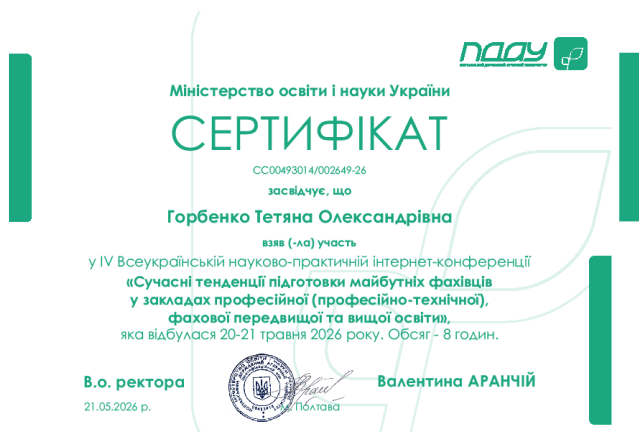 ПДАУ
Міністерство освіти і науки України
СЕРТИФІКАТ
СС00493014/002649-26
засвідчує, що
Горбенко Тетяна Олександрівна
взяв (-ла) участь
у IV Всеукраїнській науково-практичній інтернет-конференції
«Сучасні тенденції підготовки майбутніх фахівців
у закладах професійної (професійно-технічної),
фахової передвищої та вищої освіти»,
яка відбулася 20-21 травня 2026 року. Обсяг - 8 годин.
В.о. ректора
Валентина АРАНЧІЙ
21.05.2026 р.
м. Полтава